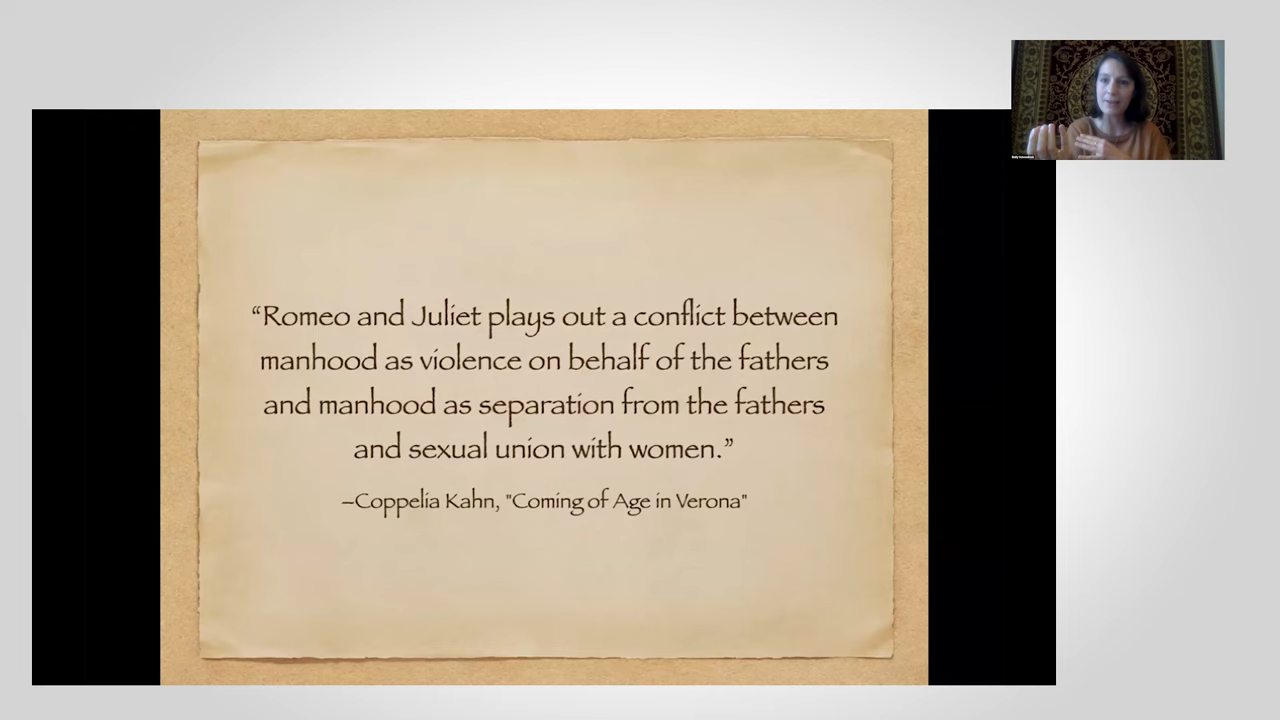 “Romeo and Juliet plays out a conflict between
manhood as violence on behalf of the fathers
and manhood as separation from the fathers
and sexual union with women.”
–Coppelia Kahn, "Coming of Age in Verona"